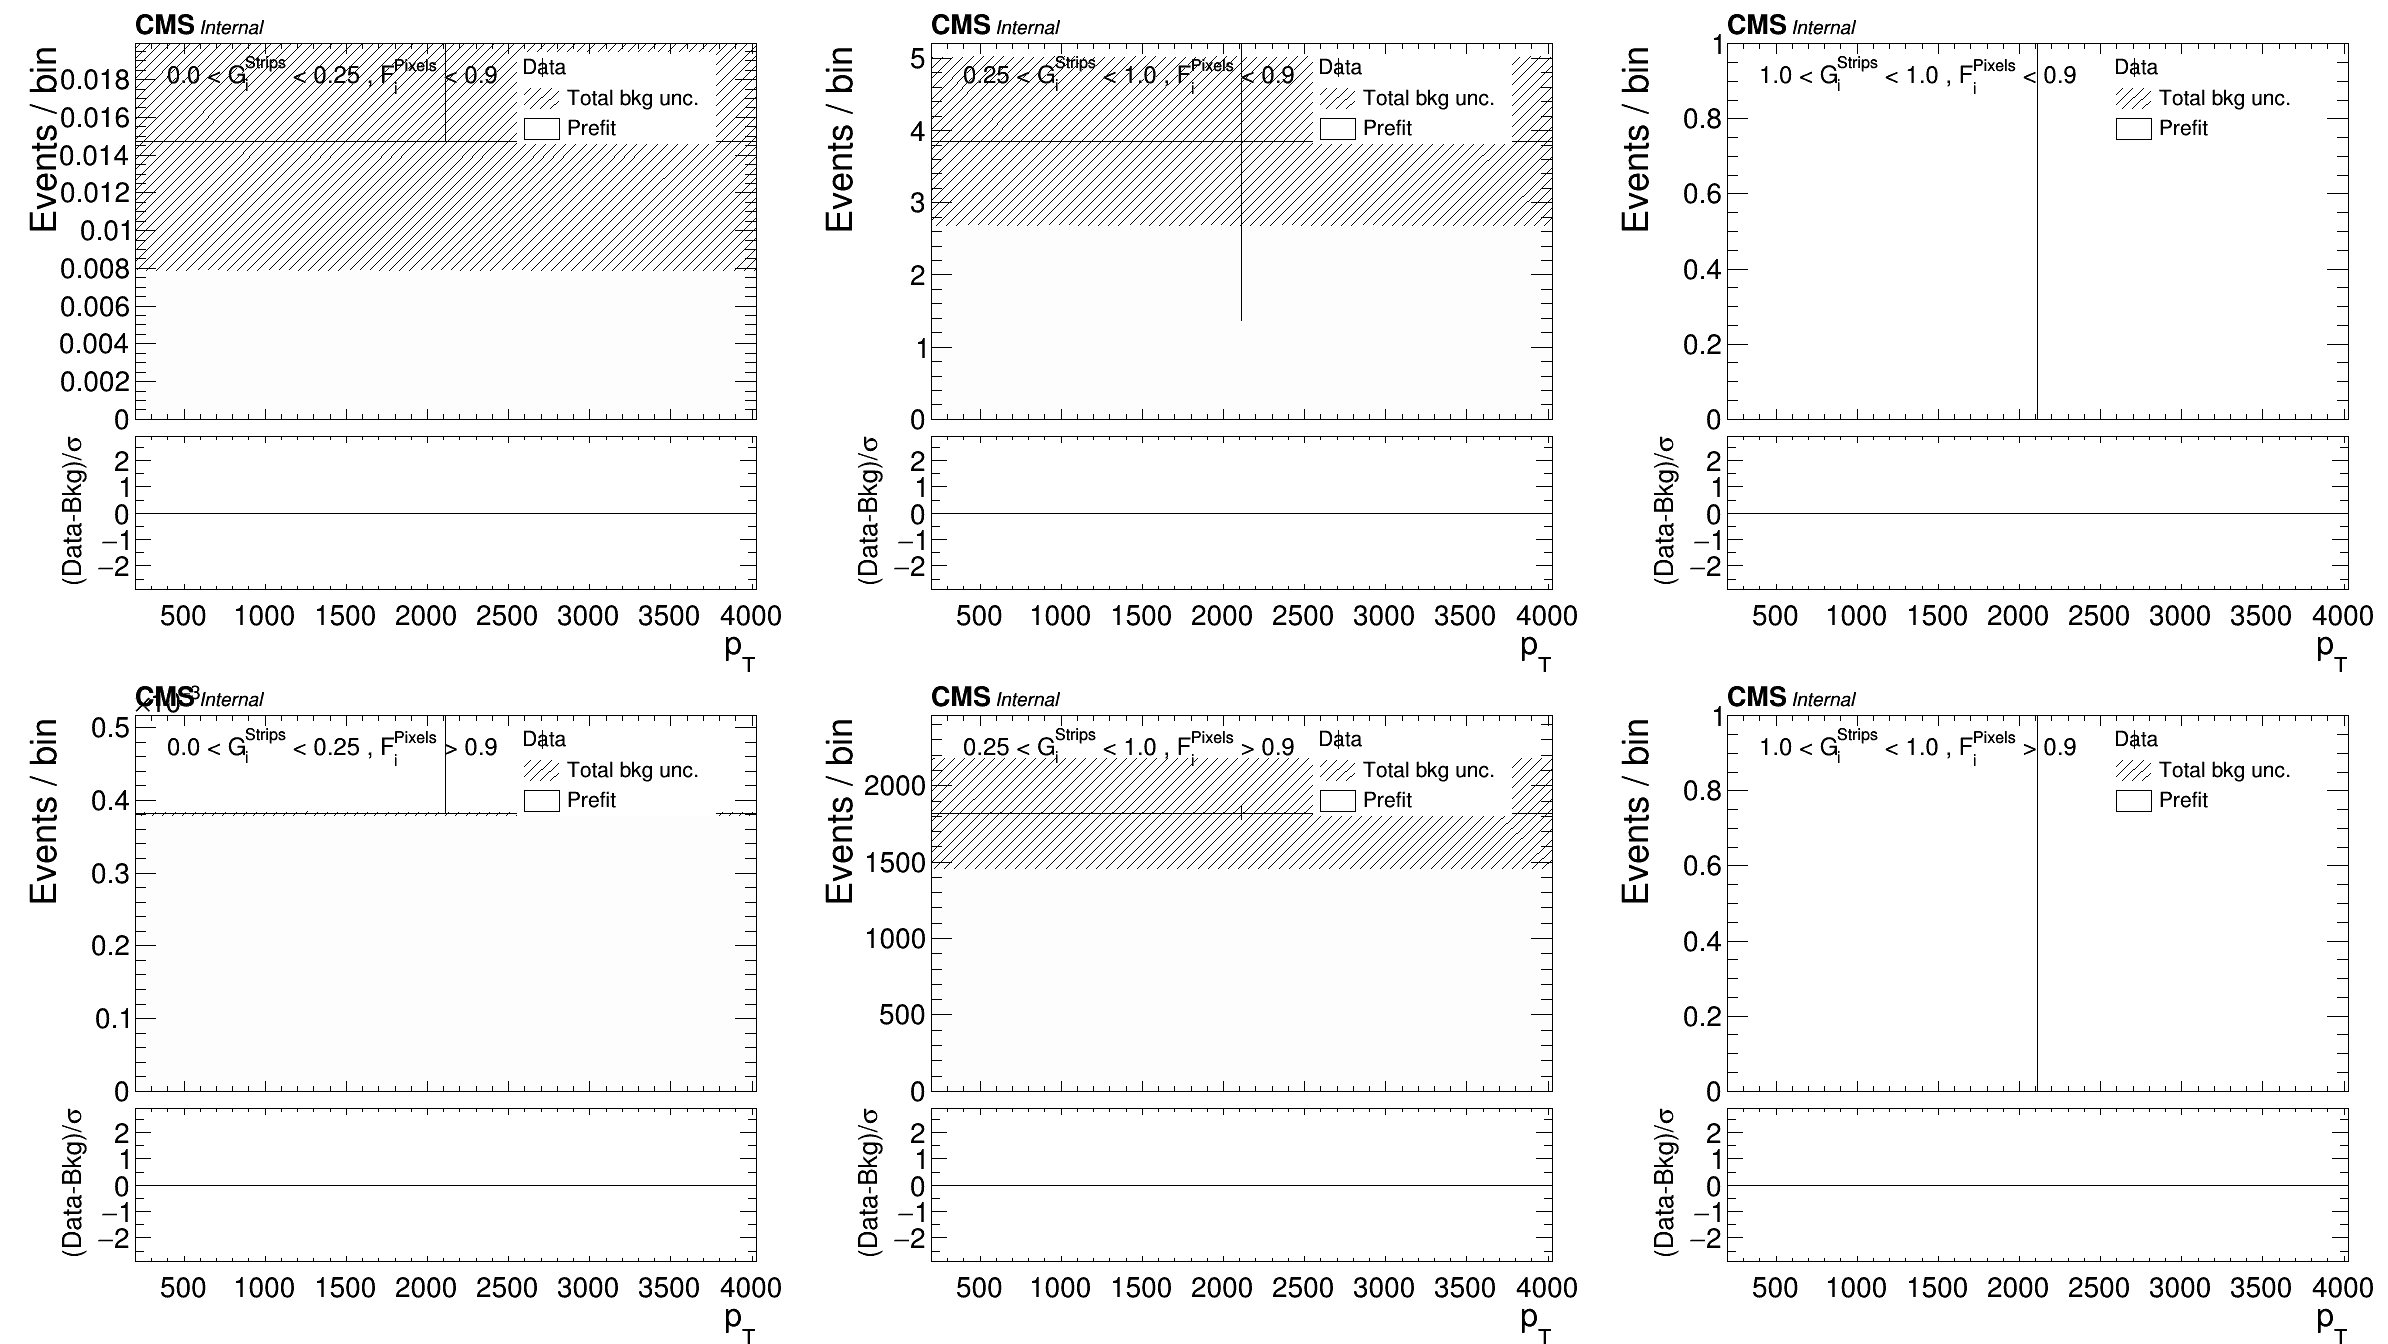 CMS Internal
Events / bin
0.0 < G_i^Strips < 0.25 , F_i^Pixels < 0.9
Data
Total bkg unc.
Prefit
0.018
0.016
0.014
0.012
0.01
0.008
0.006
0.004
0.002
0
(Data-Bkg)/σ
2
1
0
−1
−2
500 1000 1500 2000 2500 3000 3500 4000
p_T
CMS Internal
Events / bin
0.25 < G_i^Strips < 1.0 , F_i^Pixels < 0.9
Data
Total bkg unc.
Prefit
5
4
3
2
1
0
(Data-Bkg)/σ
2
1
0
−1
−2
500 1000 1500 2000 2500 3000 3500 4000
p_T
CMS Internal
Events / bin
1.0 < G_i^Strips < 1.0 , F_i^Pixels < 0.9
Data
Total bkg unc.
Prefit
1
0.8
0.6
0.4
0.2
0
(Data-Bkg)/σ
2
1
0
−1
−2
500 1000 1500 2000 2500 3000 3500 4000
p_T
CMS Internal
×10^−3
Events / bin
0.0 < G_i^Strips < 0.25 , F_i^Pixels > 0.9
Data
Total bkg unc.
Prefit
0.5
0.4
0.3
0.2
0.1
0
(Data-Bkg)/σ
2
1
0
−1
−2
500 1000 1500 2000 2500 3000 3500 4000
p_T
CMS Internal
Events / bin
0.25 < G_i^Strips < 1.0 , F_i^Pixels > 0.9
Data
Total bkg unc.
Prefit
2000
1500
1000
500
0
(Data-Bkg)/σ
2
1
0
−1
−2
500 1000 1500 2000 2500 3000 3500 4000
p_T
CMS Internal
Events / bin
1.0 < G_i^Strips < 1.0 , F_i^Pixels > 0.9
Data
Total bkg unc.
Prefit
1
0.8
0.6
0.4
0.2
0
(Data-Bkg)/σ
2
1
0
−1
−2
500 1000 1500 2000 2500 3000 3500 4000
p_T